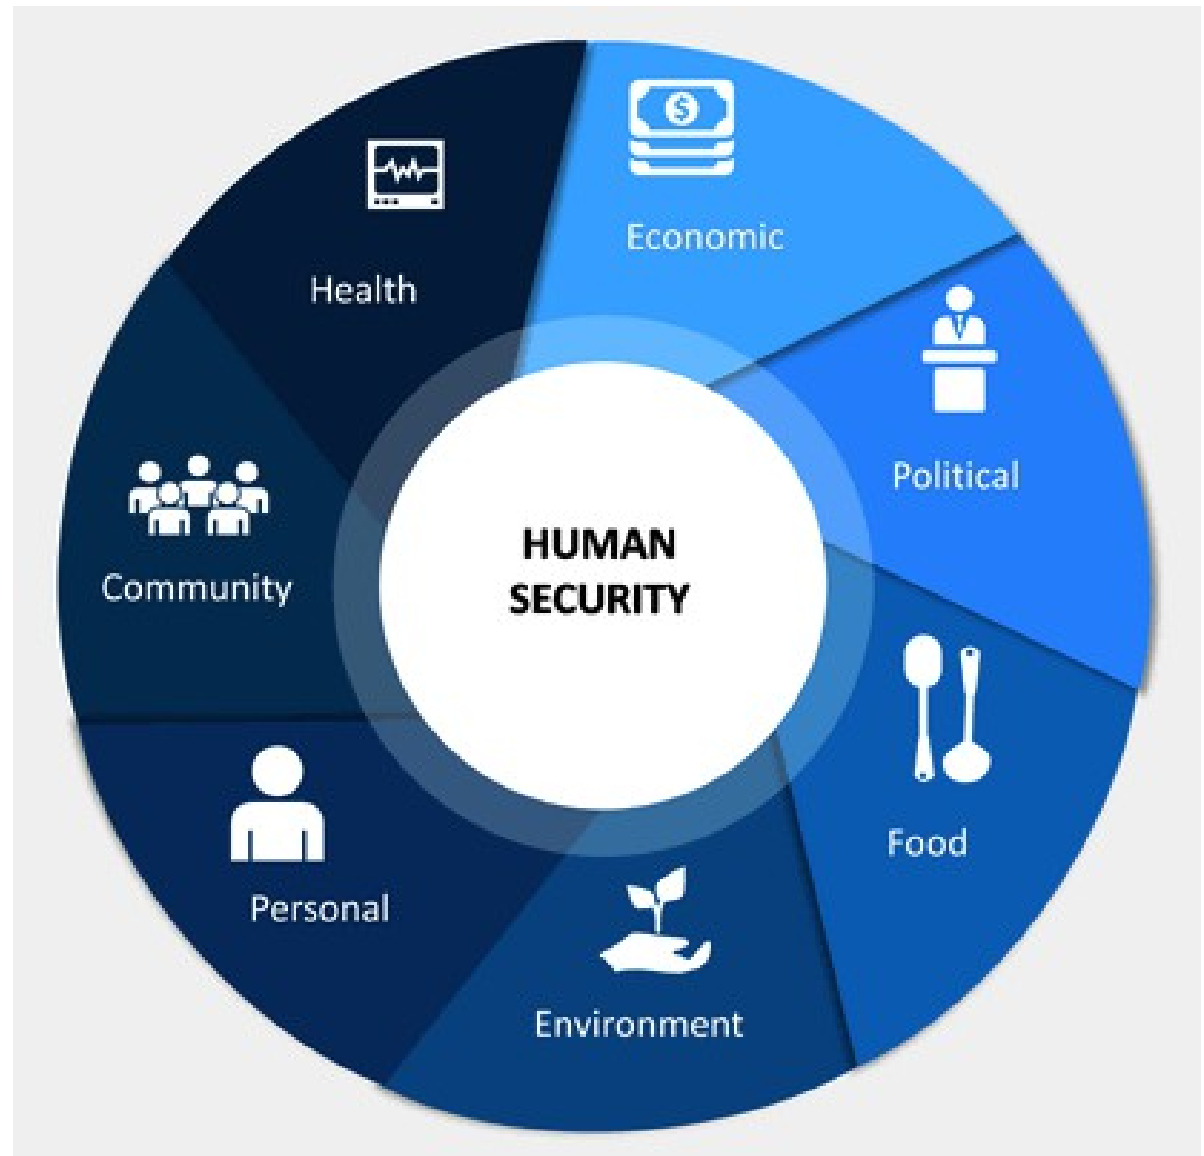 $
Economic
Political
Food
Environment
Personal
Community
Health
HUMAN
SECURITY